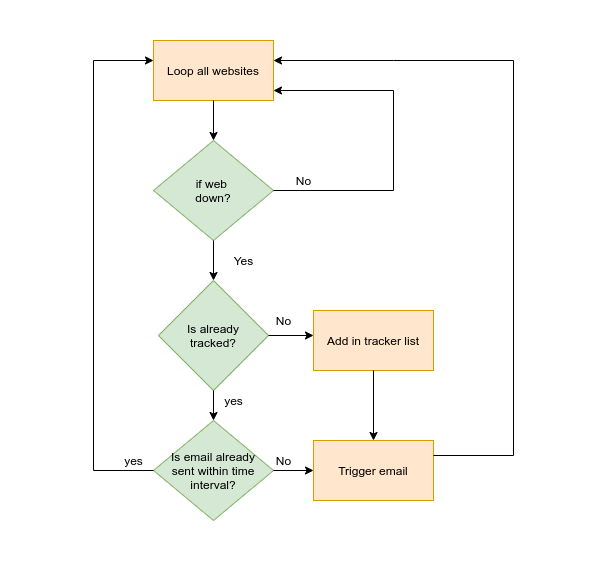 Loop all websites
if web
down?
No
Yes
Is already
tracked?
No
Add in tracker list
yes
Is email already
sent within time
interval?
yes
No
Trigger email